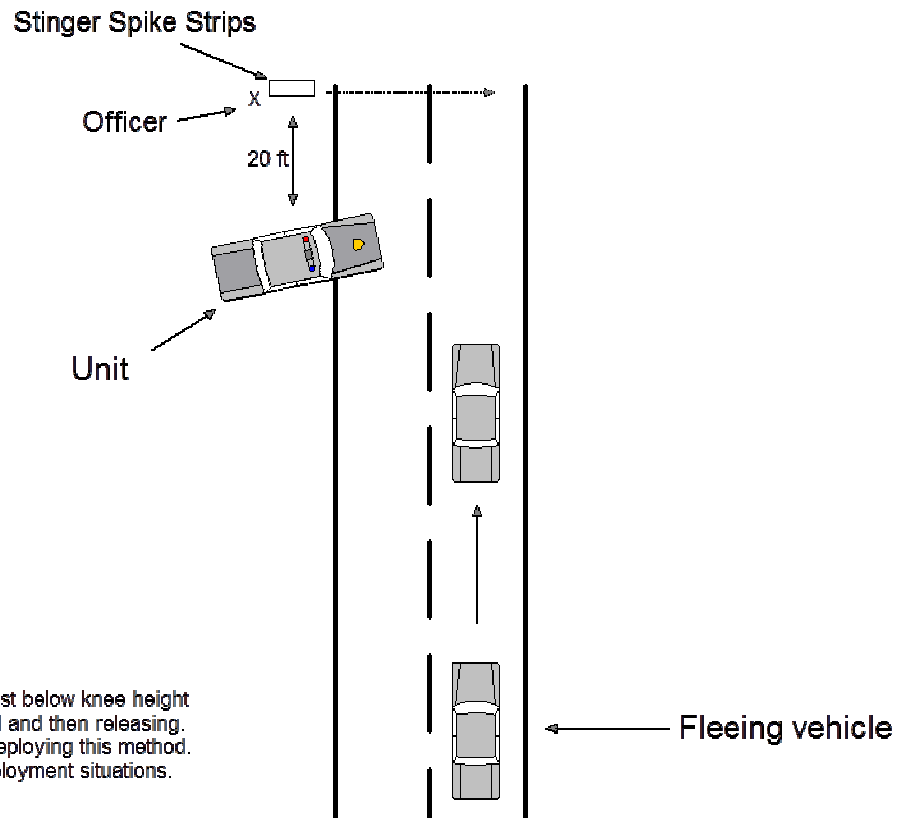 Stinger Spike Strips
X
Officer
20 ft
Unit
below knee height
and then releasing.
this method.
situations.
Fleeing vehicle